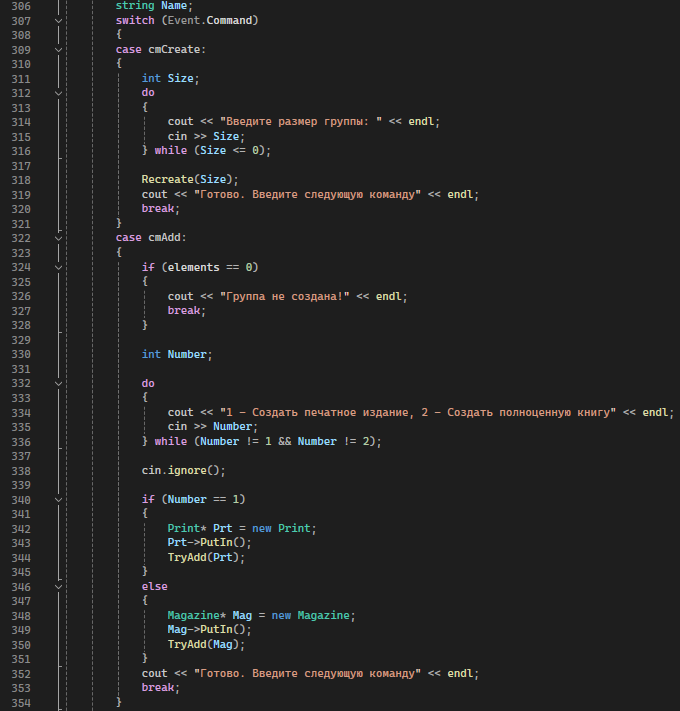 306 string Name;
307 switch (Event.Command)
308 {
309 case cmCreate:
310 {
311 int Size;
312 do
313 {
314 cout << "Введите размер группы: " << endl;
315 cin >> Size;
316 } while (Size <= 0);
317
318 Recreate(Size);
319 cout << "Готово. Введите следующую команду" << endl;
320 break;
321 }
322 case cmAdd:
323 {
324 if (elements == 0)
325 {
326 cout << "Группа не создана!" << endl;
327 break;
328 }
329
330 int Number;
331
332 do
333 {
334 cout << "1 - Создать печатное издание, 2 - Создать полноценную книгу" << endl;
335 cin >> Number;
336 } while (Number != 1 && Number != 2);
337
338 cin.ignore();
339
340 if (Number == 1)
341 {
342 Print* Prt = new Print;
343 Prt->PutIn();
344 TryAdd(Prt);
345 }
346 else
347 {
348 Magazine* Mag = new Magazine;
349 Mag->PutIn();
350 TryAdd(Mag);
351 }
352 cout << "Готово. Введите следующую команду" << endl;
353 break;
354 }